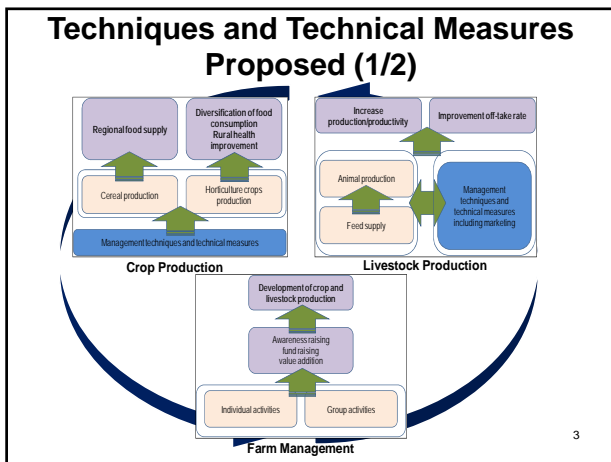 Techniques and Technical Measures
Proposed (1/2)
Regional food supply
Diversification of food
consumption
Rural health
improvement
Cereal production
Horticulture crops
production
Management techniques and technical measures
Crop Production
Increase
production/productivity
Improvement off-take rate
Animal production
Feed supply
Management
techniques and
technical measures
including marketing
Livestock Production
Development of crop and
livestock production
Awareness raising
fund raising
value addition
Individual activities
Group activities
Farm Management
3